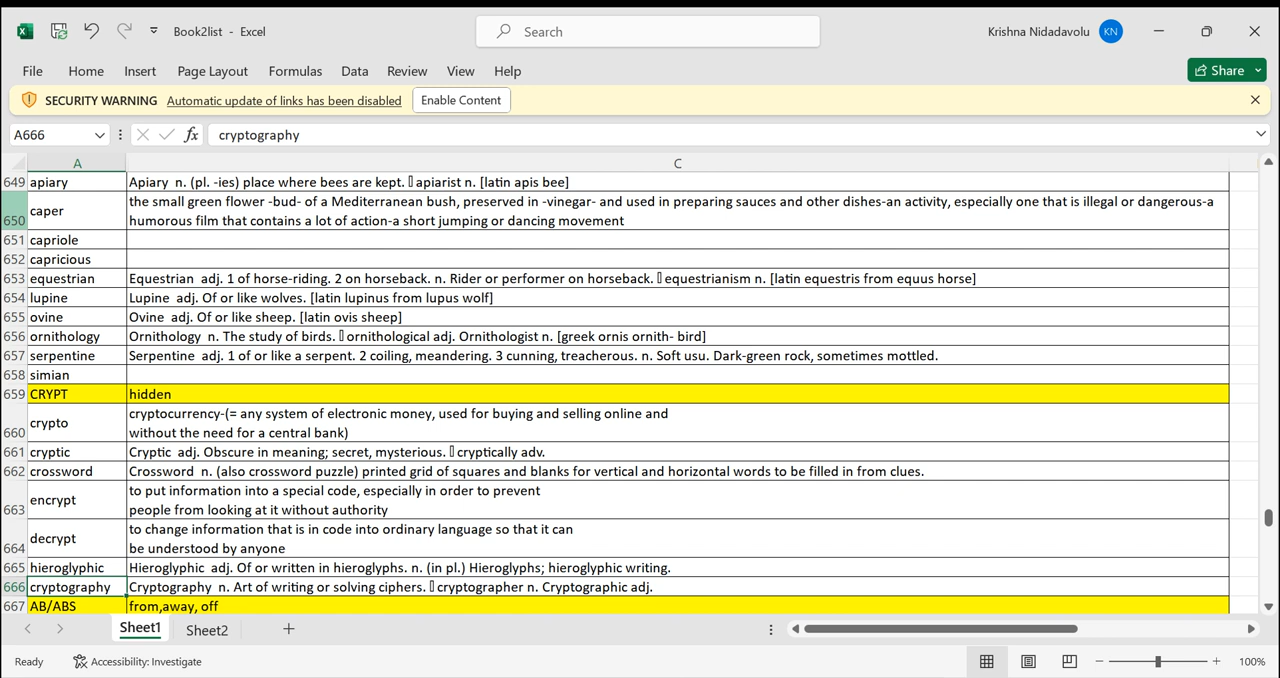 Book2list - Excel
Search
Krishna Nidadavolu KN
File Home Insert Page Layout Formulas Data Review View Help
Share
SECURITY WARNING Automatic update of links has been disabled Enable Content
A666 fx cryptography
A C
649 apiary Apiary n. (pl. -ies) place where bees are kept. ▯ apiarist n. [latin apis bee]
the small green flower -bud- of a Mediterranean bush, preserved in -vinegar- and used in preparing sauces and other dishes-an activity, especially one that is illegal or dangerous-a
650 caper humorous film that contains a lot of action-a short jumping or dancing movement
651 capriole
652 capricious
653 equestrian Equestrian adj. 1 of horse-riding. 2 on horseback. n. Rider or performer on horseback. ▯ equestrianism n. [latin equestris from equus horse]
654 lupine Lupine adj. Of or like wolves. [latin lupinus from lupus wolf]
655 ovine Ovine adj. Of or like sheep. [latin ovis sheep]
656 ornithology Ornithology n. The study of birds. ▯ ornithological adj. Ornithologist n. [greek ornis ornith- bird]
657 serpentine Serpentine adj. 1 of or like a serpent. 2 coiling, meandering. 3 cunning, treacherous. n. Soft usu. Dark-green rock, sometimes mottled.
658 simian
659 CRYPT hidden
cryptocurrency-(= any system of electronic money, used for buying and selling online and
660 crypto without the need for a central bank)
661 cryptic Cryptic adj. Obscure in meaning; secret, mysterious. ▯ cryptically adv.
662 crossword Crossword n. (also crossword puzzle) printed grid of squares and blanks for vertical and horizontal words to be filled in from clues.
to put information into a special code, especially in order to prevent
663 encrypt people from looking at it without authority
to change information that is in code into ordinary language so that it can
664 decrypt be understood by anyone
665 hieroglyphic Hieroglyphic adj. Of or written in hieroglyphs. n. (in pl.) Hieroglyphs; hieroglyphic writing.
666 cryptography Cryptography n. Art of writing or solving ciphers. ▯ cryptographer n. Cryptographic adj.
667 AB/ABS from,away, off
Sheet1 Sheet2 +
Ready Accessibility: Investigate 100%